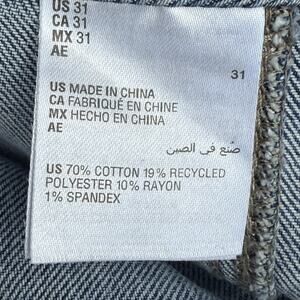 US 31
CA 31
MX 31
AE
31
US MADE IN CHINA
CA FABRIQUÉ EN CHINE
MX HECHO EN CHINA
AE
صنع في الصين
US 70% COTTON 19% RECYCLED
POLYESTER 10% RAYON
1% SPANDEX